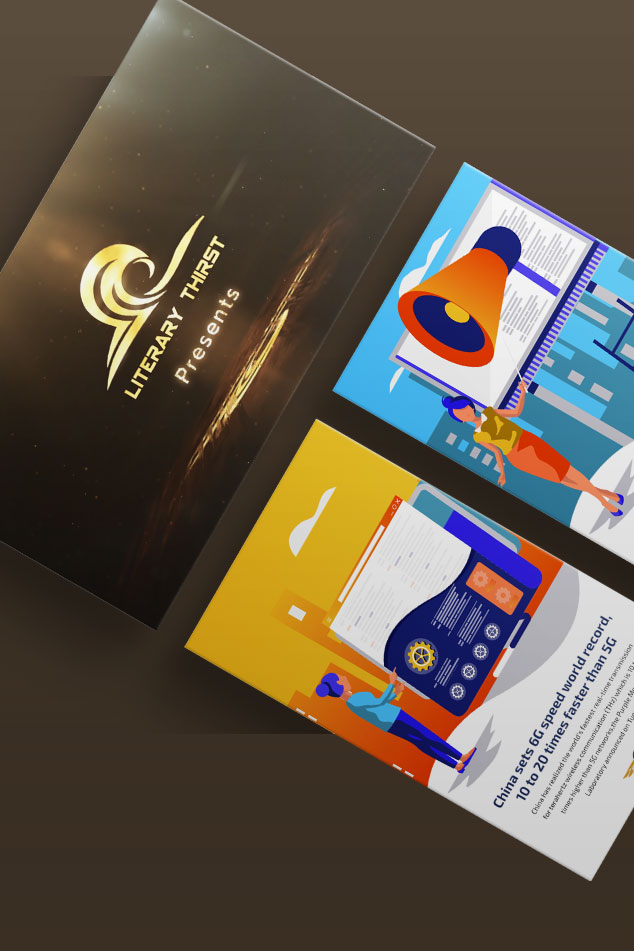 LITERARY THIRST
Presents
China sets 6G speed world record,
10 to 20 times faster than 5G
China has realized the world's fastest real-time transmission
for terahertz wireless communication (THz) which is 10
times higher than 5G networks, the Purple
Laboratory announced on